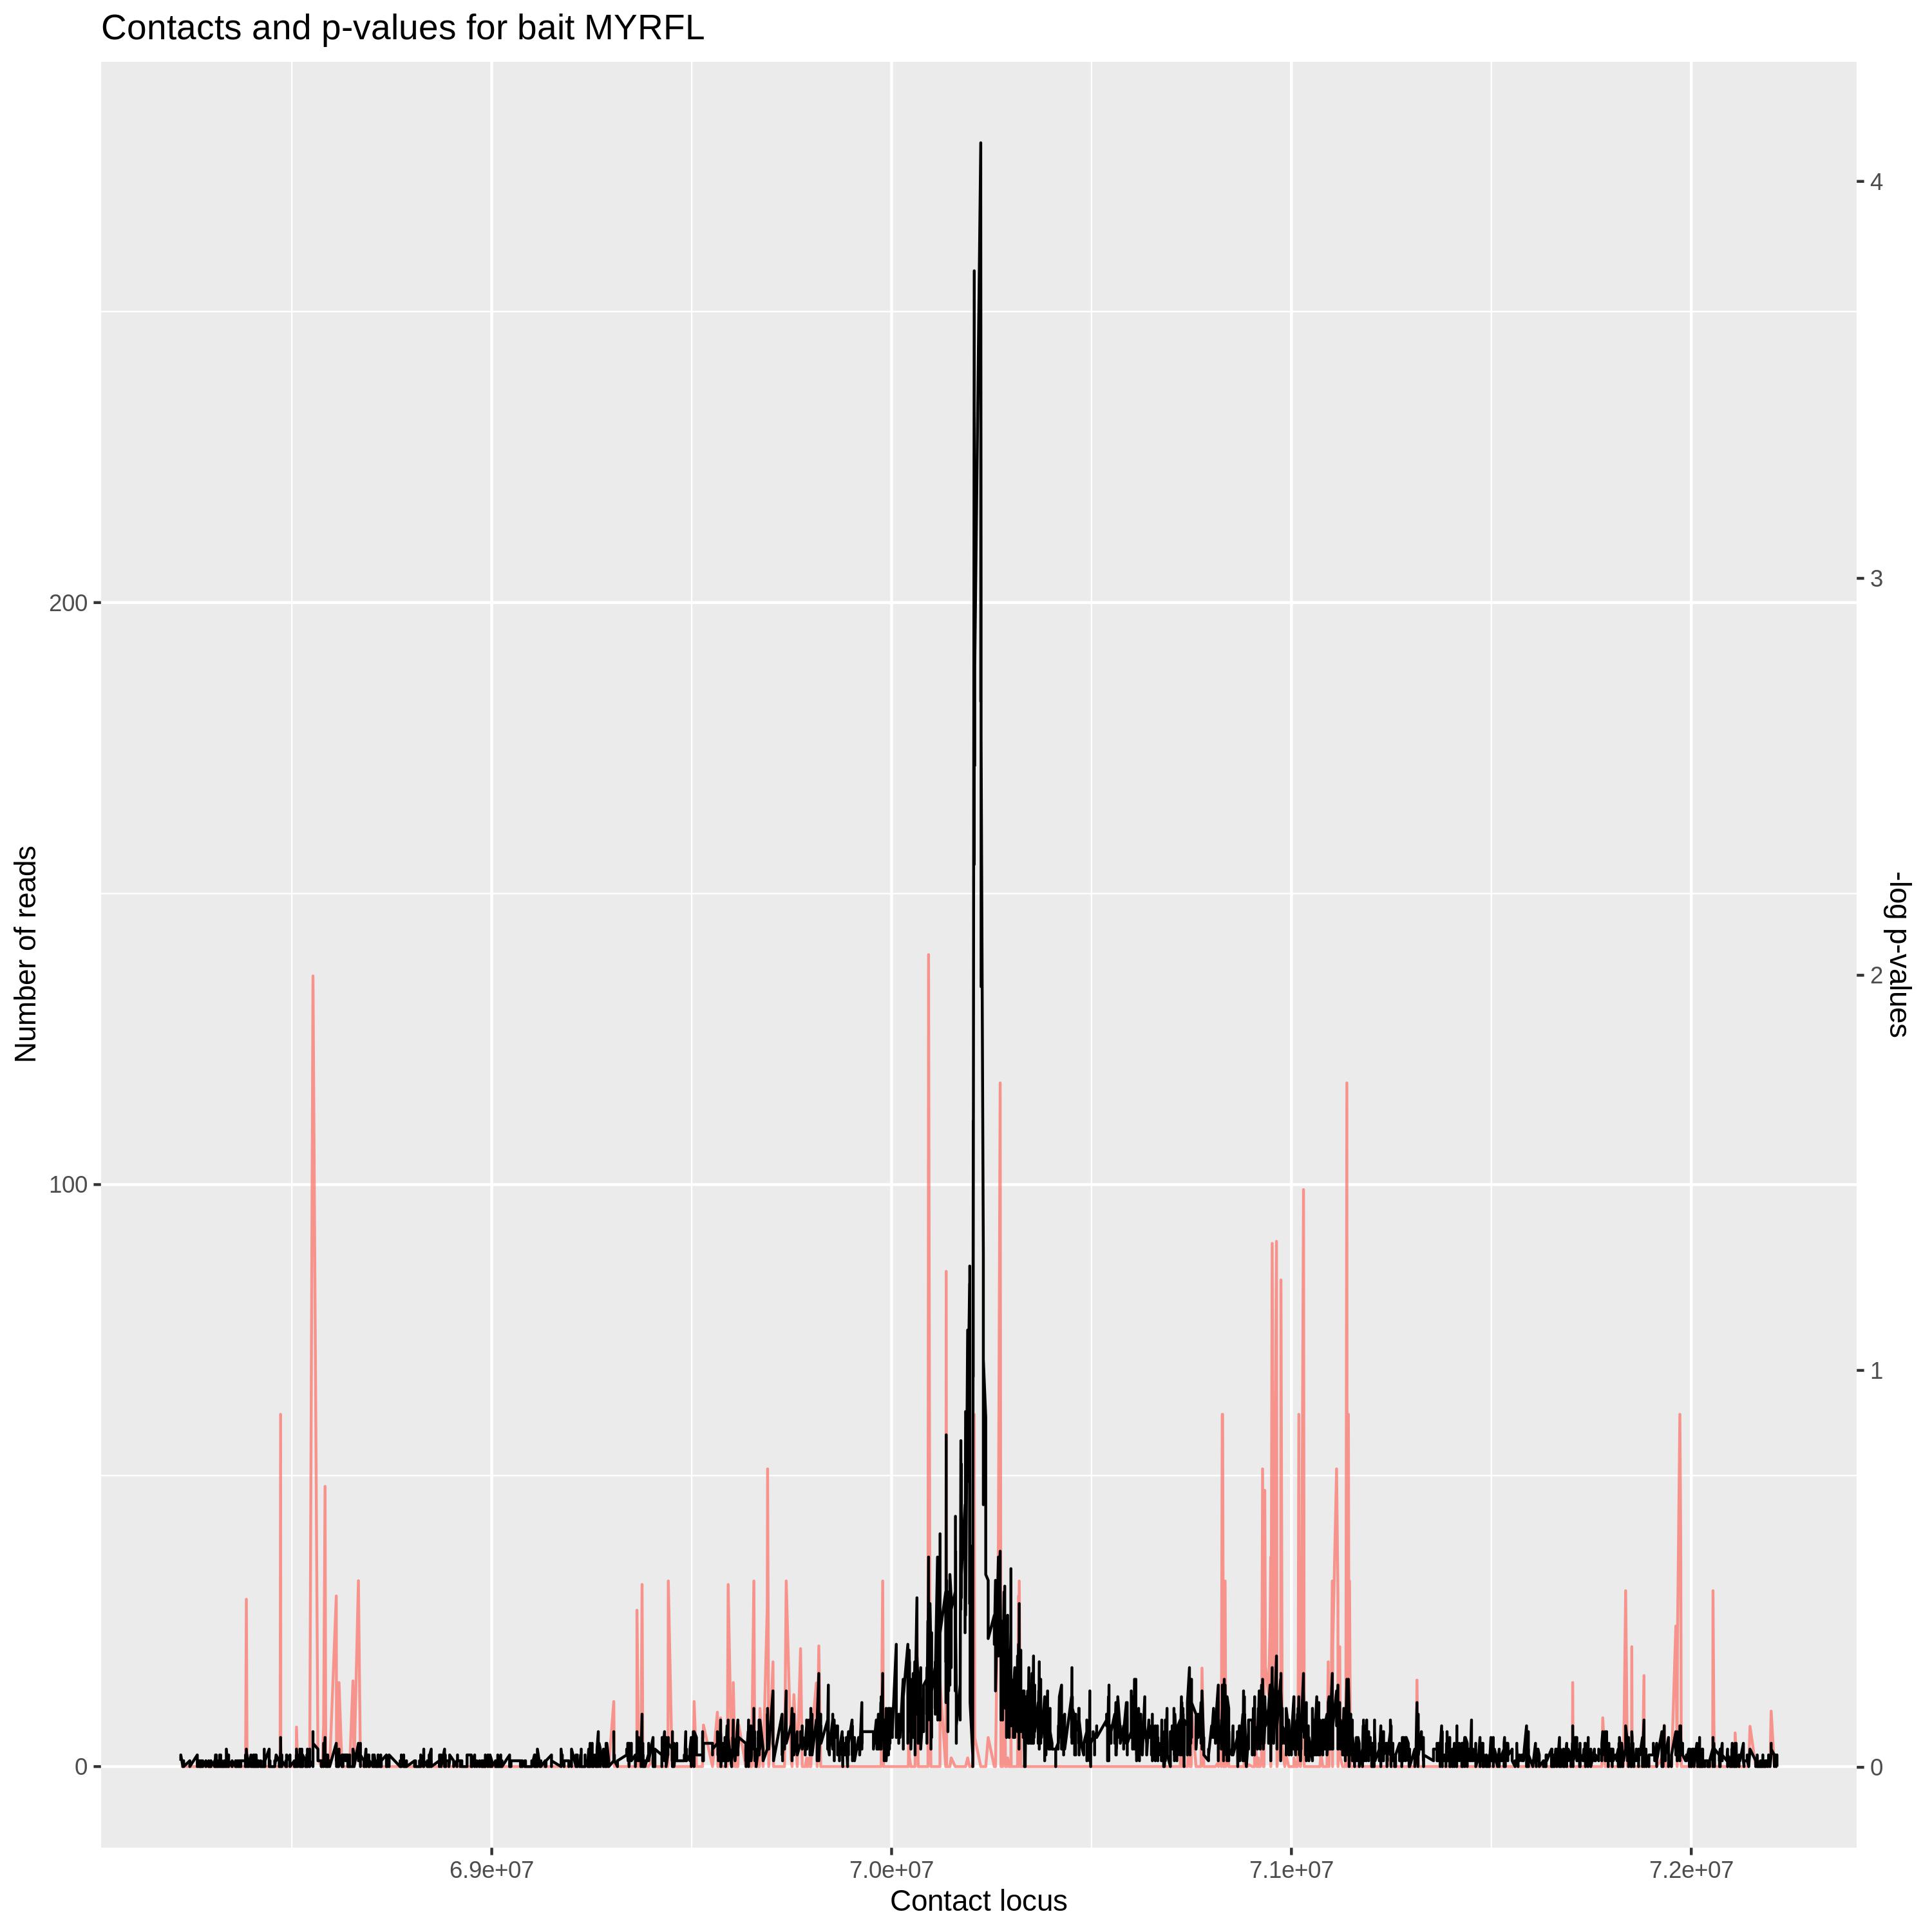 Contacts and p-values for bait MYRFL
Number of reads
200
100
0
4
3
2
1
0
-log p-values
6.9e+07 7.0e+07 7.1e+07 7.2e+07
Contact locus